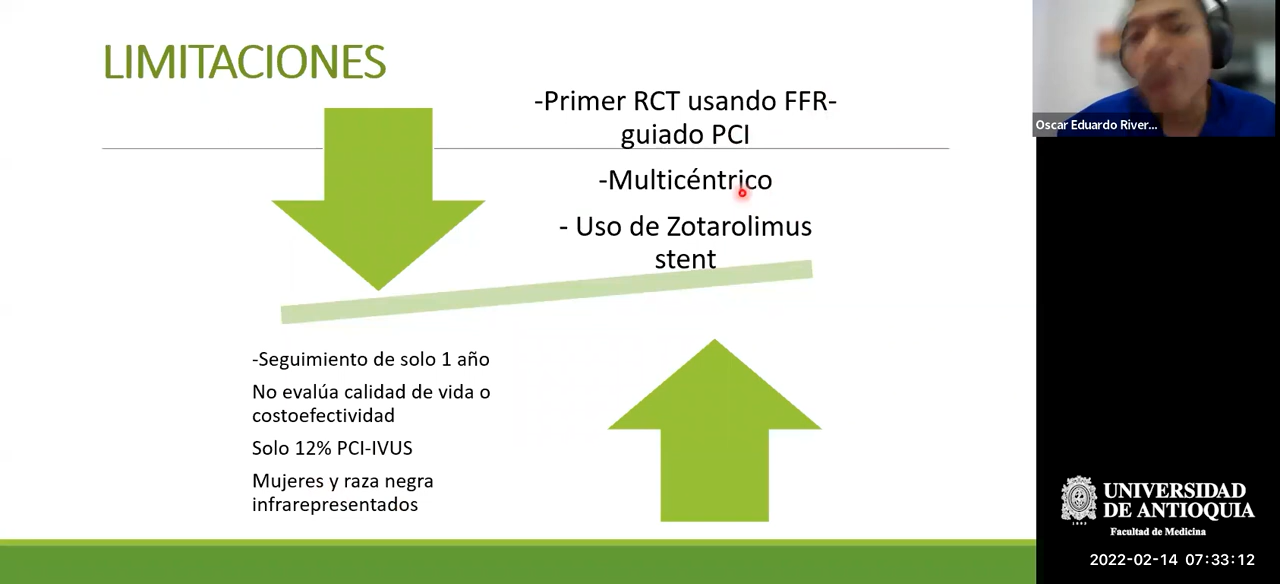 LIMITACIONES
-Primer RCT usando FFR-
guiado PCI
-Multicéntrico
- Uso de Zotarolimus
stent
-Seguimiento de solo 1 año
No evalúa calidad de vida o
costoefectividad
Solo 12% PCI-IVUS
Mujeres y raza negra
infrarepresentados
Oscar Eduardo River...
UNIVERSIDAD
DE ANTIOQUIA
1803
Facultad de Medicina
2022-02-14 07:33:12